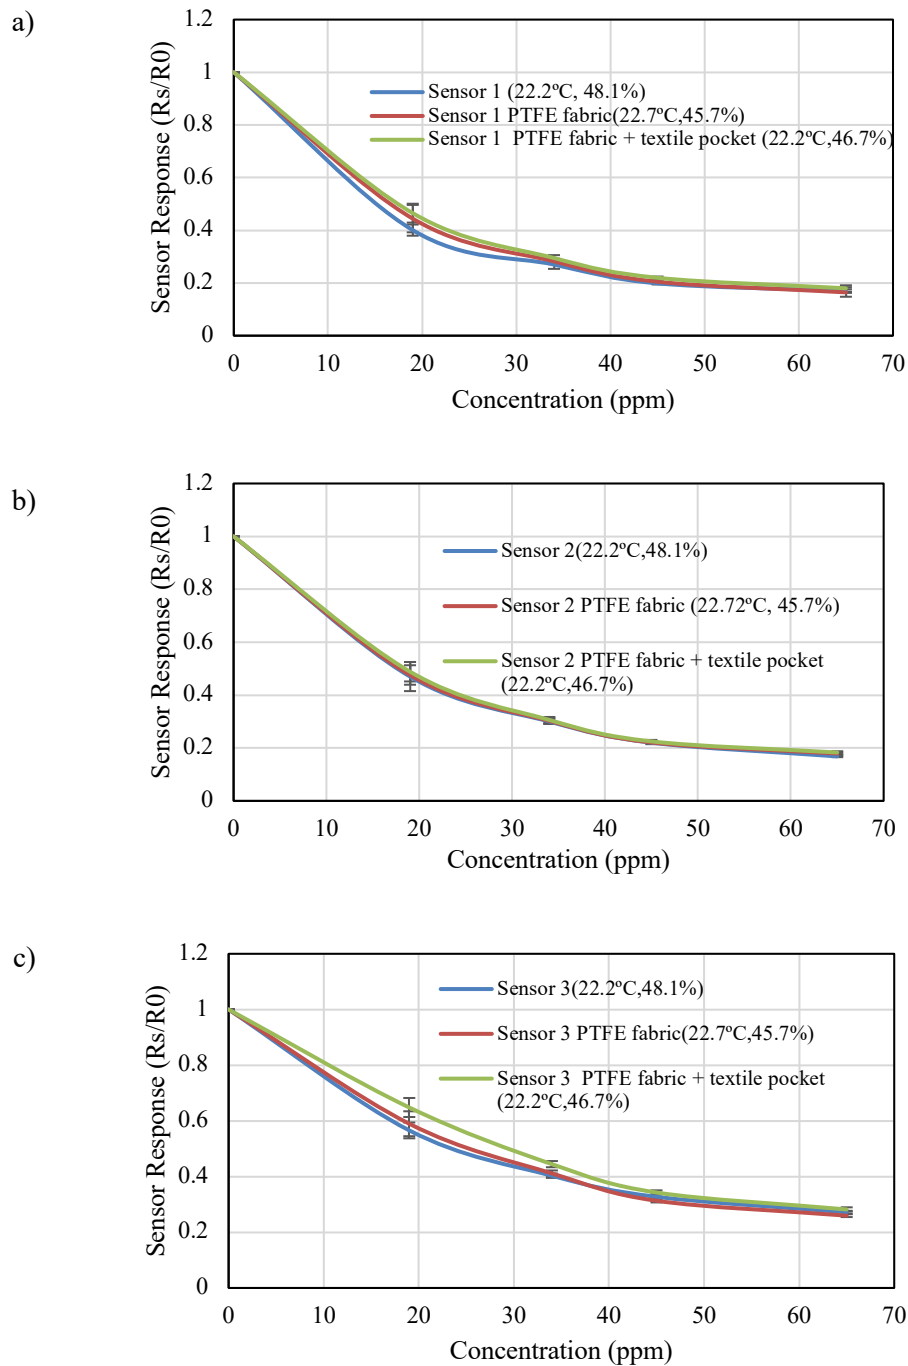 a)
Sensor Response (Rs/R0)
1.2
1
0.8
0.6
0.4
0.2
0
Sensor 1 (22.2ºC, 48.1%)
Sensor 1 PTFE fabric(22.7ºC,45.7%)
Sensor 1 PTFE fabric + textile pocket (22.2ºC,46.7%)
0 10 20 30 40 50 60 70
Concentration (ppm)
b)
Sensor Response (Rs/R0)
1.2
1
0.8
0.6
0.4
0.2
0
Sensor 2(22.2ºC,48.1%)
Sensor 2 PTFE fabric (22.72ºC, 45.7%)
Sensor 2 PTFE fabric + textile pocket
(22.2ºC,46.7%)
0 10 20 30 40 50 60 70
Concentration (ppm)
c)
Sensor Response (Rs/R0)
1.2
1
0.8
0.6
0.4
0.2
0
Sensor 3(22.2ºC,48.1%)
Sensor 3 PTFE fabric(22.7ºC,45.7%)
Sensor 3 PTFE fabric + textile pocket
(22.2ºC,46.7%)
0 10 20 30 40 50 60 70
Concentration (ppm)